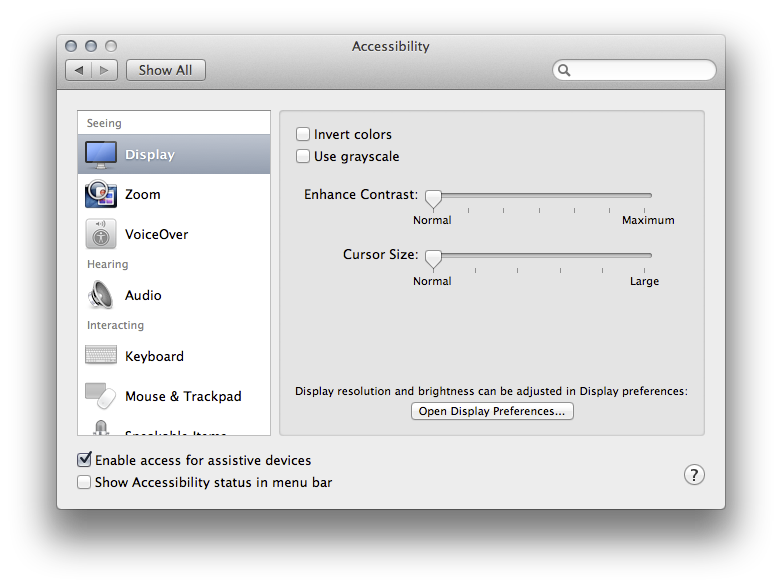 Accessibility
Show All
Seeing
Display
Zoom
VoiceOver
Hearing
Audio
Interacting
Keyboard
Mouse & Trackpad
Speakable Items
Invert colors
Use grayscale
Enhance Contrast:
Normal Maximum
Cursor Size:
Normal Large
Display resolution and brightness can be adjusted in Display preferences:
Open Display Preferences...
Enable access for assistive devices
Show Accessibility status in menu bar
?